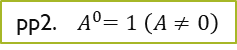 pp2. A⁰= 1 (A ≠ 0)